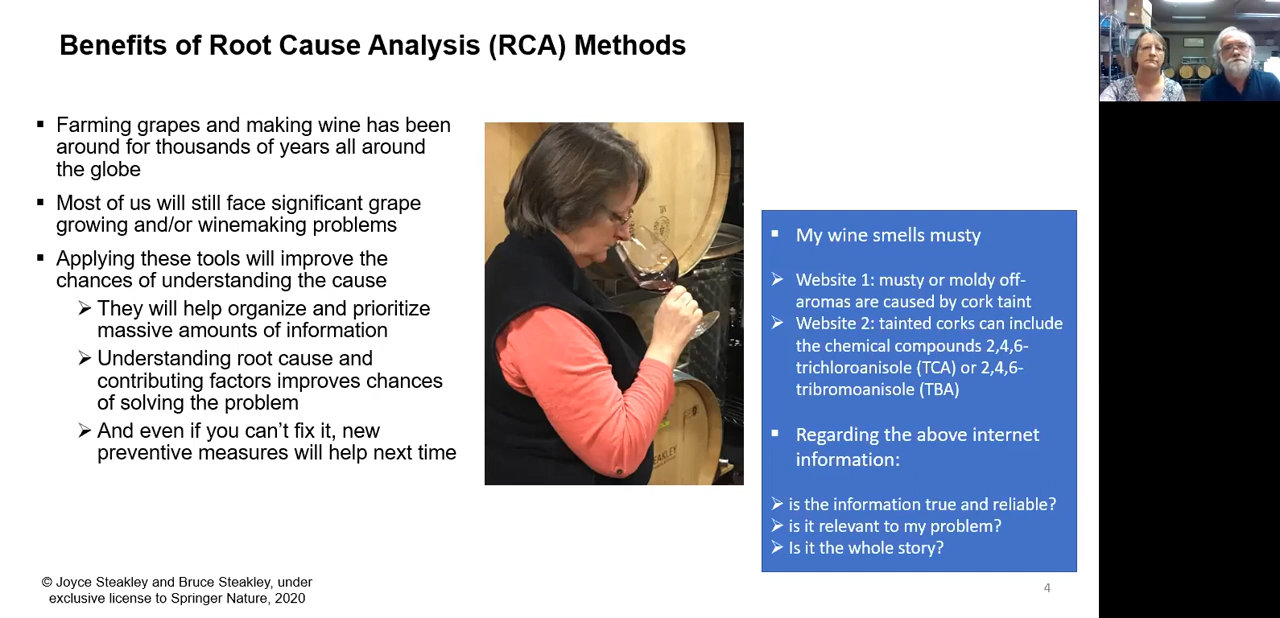 Benefits of Root Cause Analysis (RCA) Methods
▪ Farming grapes and making wine has been
around for thousands of years all around
the globe
▪ Most of us will still face significant grape
growing and/or winemaking problems
▪ Applying these tools will improve the
chances of understanding the cause
➢ They will help organize and prioritize
massive amounts of information
➢ Understanding root cause and
contributing factors improves chances
of solving the problem
➢ And even if you can’t fix it, new
preventive measures will help next time
▪ My wine smells musty
➢ Website 1: musty or moldy off-
aromas are caused by cork taint
➢ Website 2: tainted corks can include
the chemical compounds 2,4,6-
trichloroanisole (TCA) or 2,4,6-
tribromoanisole (TBA)
▪ Regarding the above internet
information:
➢ is the information true and reliable?
➢ is it relevant to my problem?
➢ Is it the whole story?
© Joyce Steakley and Bruce Steakley, under
exclusive license to Springer Nature, 2020
4